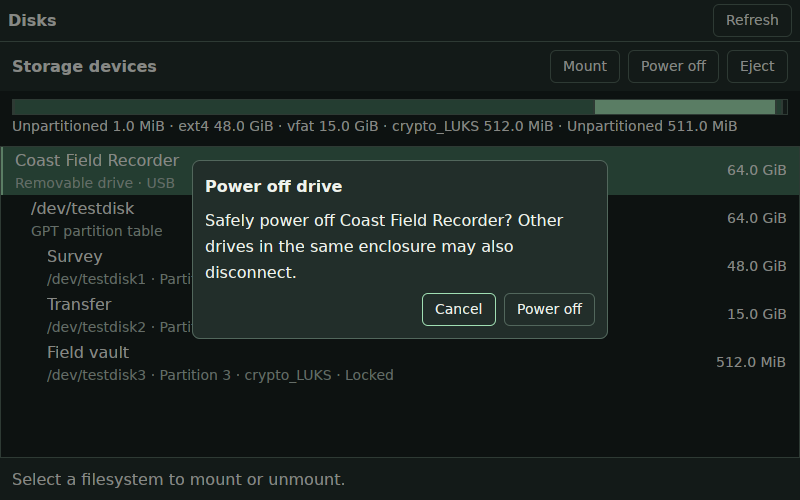 Disks
Refresh
Storage devices
Mount
Power off
Eject
Unpartitioned 1.0 MiB · ext4 48.0 GiB · vfat 15.0 GiB · crypto_LUKS 512.0 MiB · Unpartitioned 511.0 MiB
Coast Field Recorder
64.0 GiB
Removable drive · USB
/dev/testdisk
64.0 GiB
GPT partition table
Survey
48.0 GiB
/dev/testdisk1 · Parti
Transfer
15.0 GiB
/dev/testdisk2 · Parti
Field vault
512.0 MiB
/dev/testdisk3 · Partition 3 · crypto_LUKS · Locked
Power off drive
Safely power off Coast Field Recorder? Other
drives in the same enclosure may also
disconnect.
Cancel
Power off
Select a filesystem to mount or unmount.